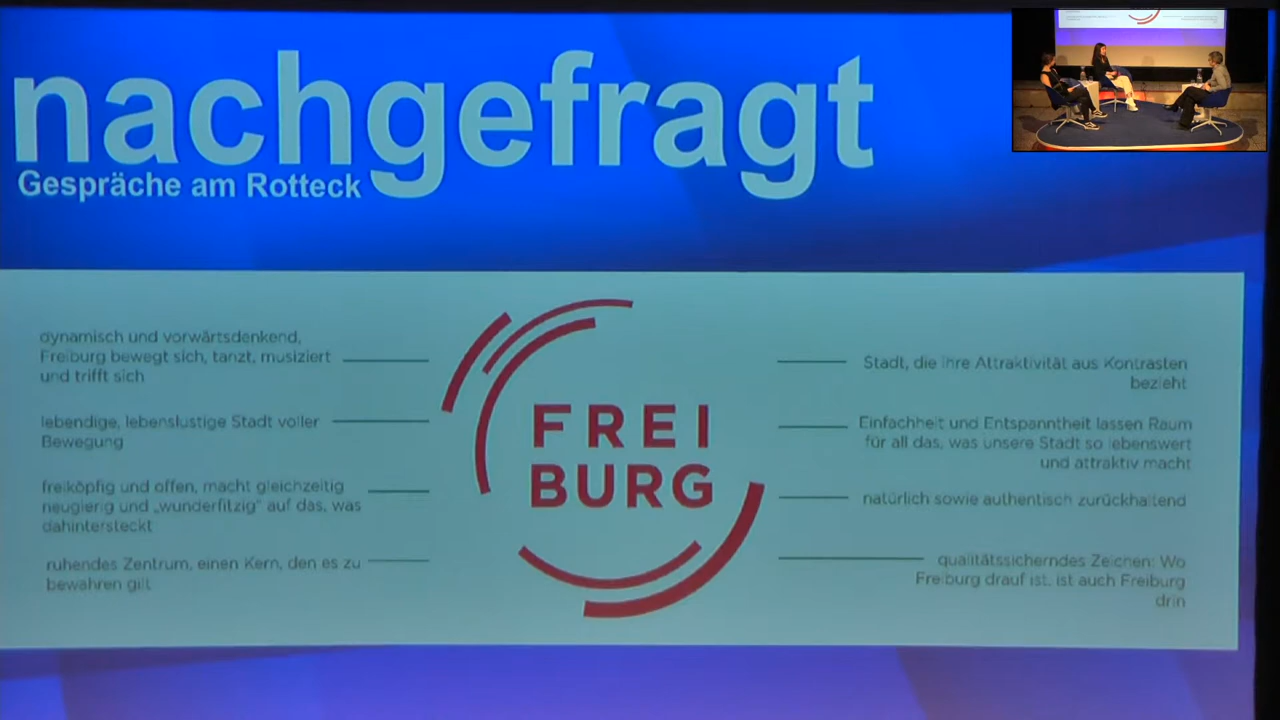 nachgefragt
Gespräche am Rotteck
dynamisch und vorwärtsdenkend,
Freiburg bewegt sich, tanzt, musiziert
und trifft sich
lebendige, lebenslustige Stadt voller
Bewegung
freiköpfig und offen, macht gleichzeitig
neugierig und „wunderfitzig“ auf das, was
dahintersteckt
ruhendes Zentrum, einen Kern, den es zu
bewahren gilt
FREI
BURG
Stadt, die ihre Attraktivität aus Kontrasten
bezieht
Einfachheit und Entspanntheit lassen Raum
für all das, was unsere Stadt so lebenswert
und attraktiv macht
natürlich sowie authentisch zurückhaltend
qualitätssicherndes Zeichen: Wo
Freiburg drauf ist, ist auch Freiburg
drin